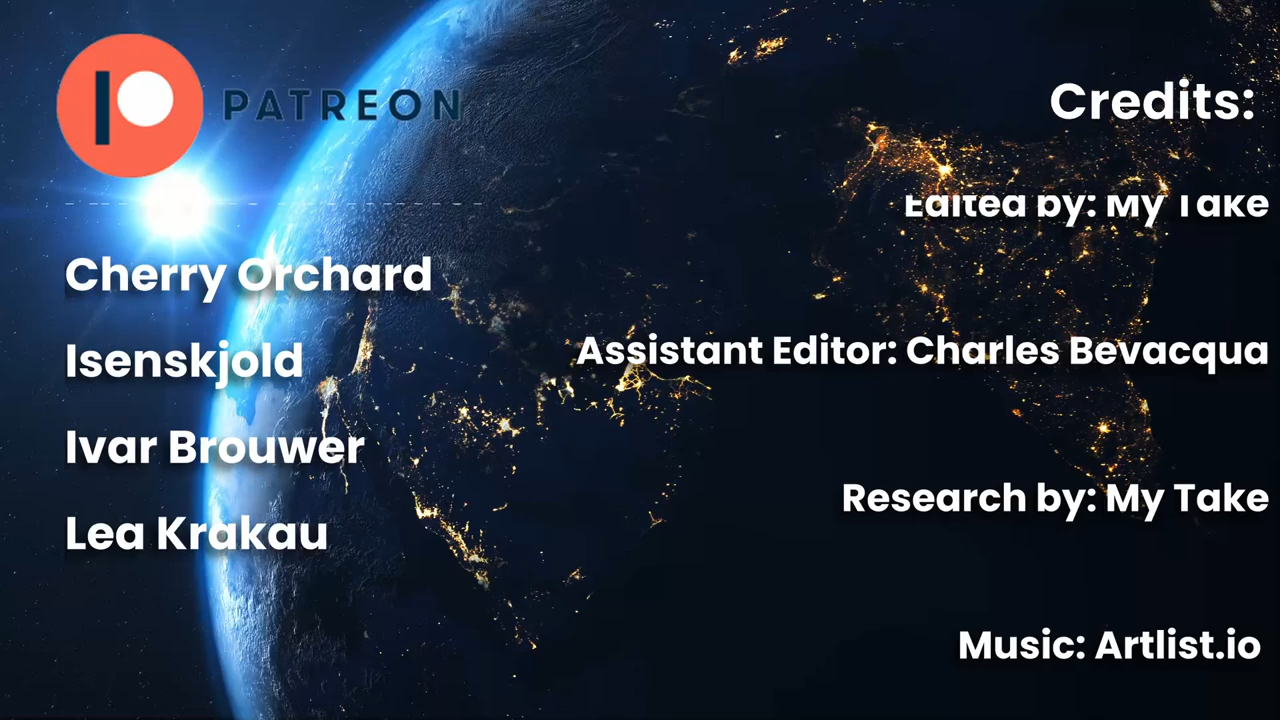 PATREON
Cherry Orchard
Isenskjold
Ivar Brouwer
Lea Krakau
Credits:
Edited by: My Take
Assistant Editor: Charles Bevacqua
Research by: My Take
Music: Artlist.io